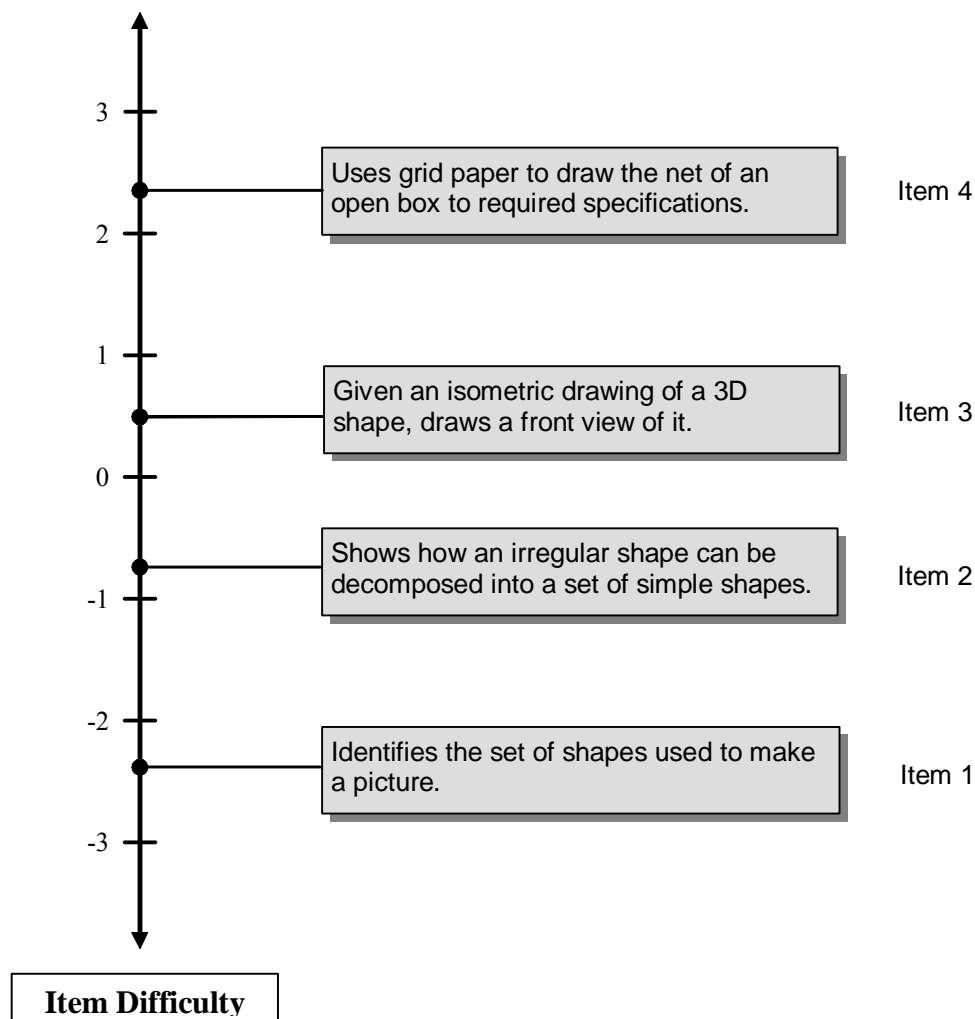 3
Uses grid paper to draw the net of an
open box to required specifications.
Item 4
2
1
Given an isometric drawing of a 3D
shape, draws a front view of it.
Item 3
0
Shows how an irregular shape can be
decomposed into a set of simple shapes.
Item 2
-1
-2
Identifies the set of shapes used to make
a picture.
Item 1
-3
Item Difficulty